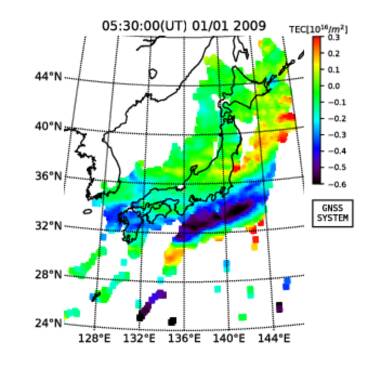 05:30:00(UT) 01/01 2009
TEC[10¹⁶/m²]
0.3
0.2
0.1
0.0
−0.1
−0.2
−0.3
−0.4
−0.5
−0.6
44°N
40°N
36°N
32°N
28°N
24°N
128°E 132°E 136°E 140°E 144°E
GNSS
SYSTEM